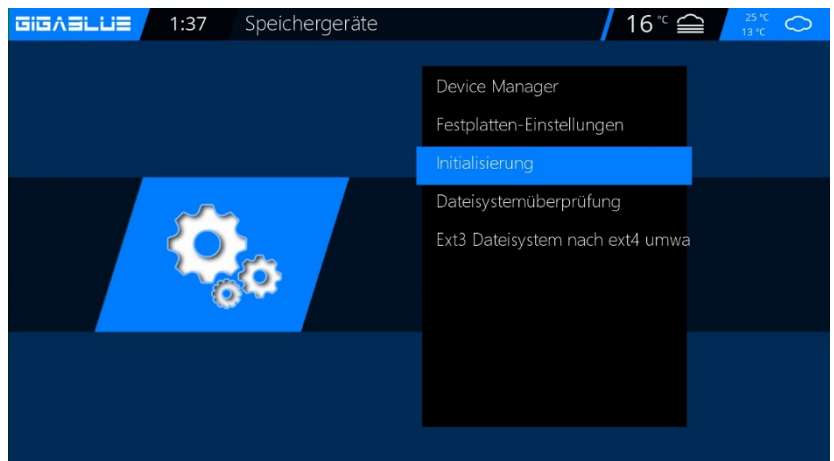 GIGABLUE 1:37 Speichergeräte 16 °C 25 °C
13 °C
Device Manager
Festplatten-Einstellungen
Initialisierung
Dateisystemüberprüfung
Ext3 Dateisystem nach ext4 umwa